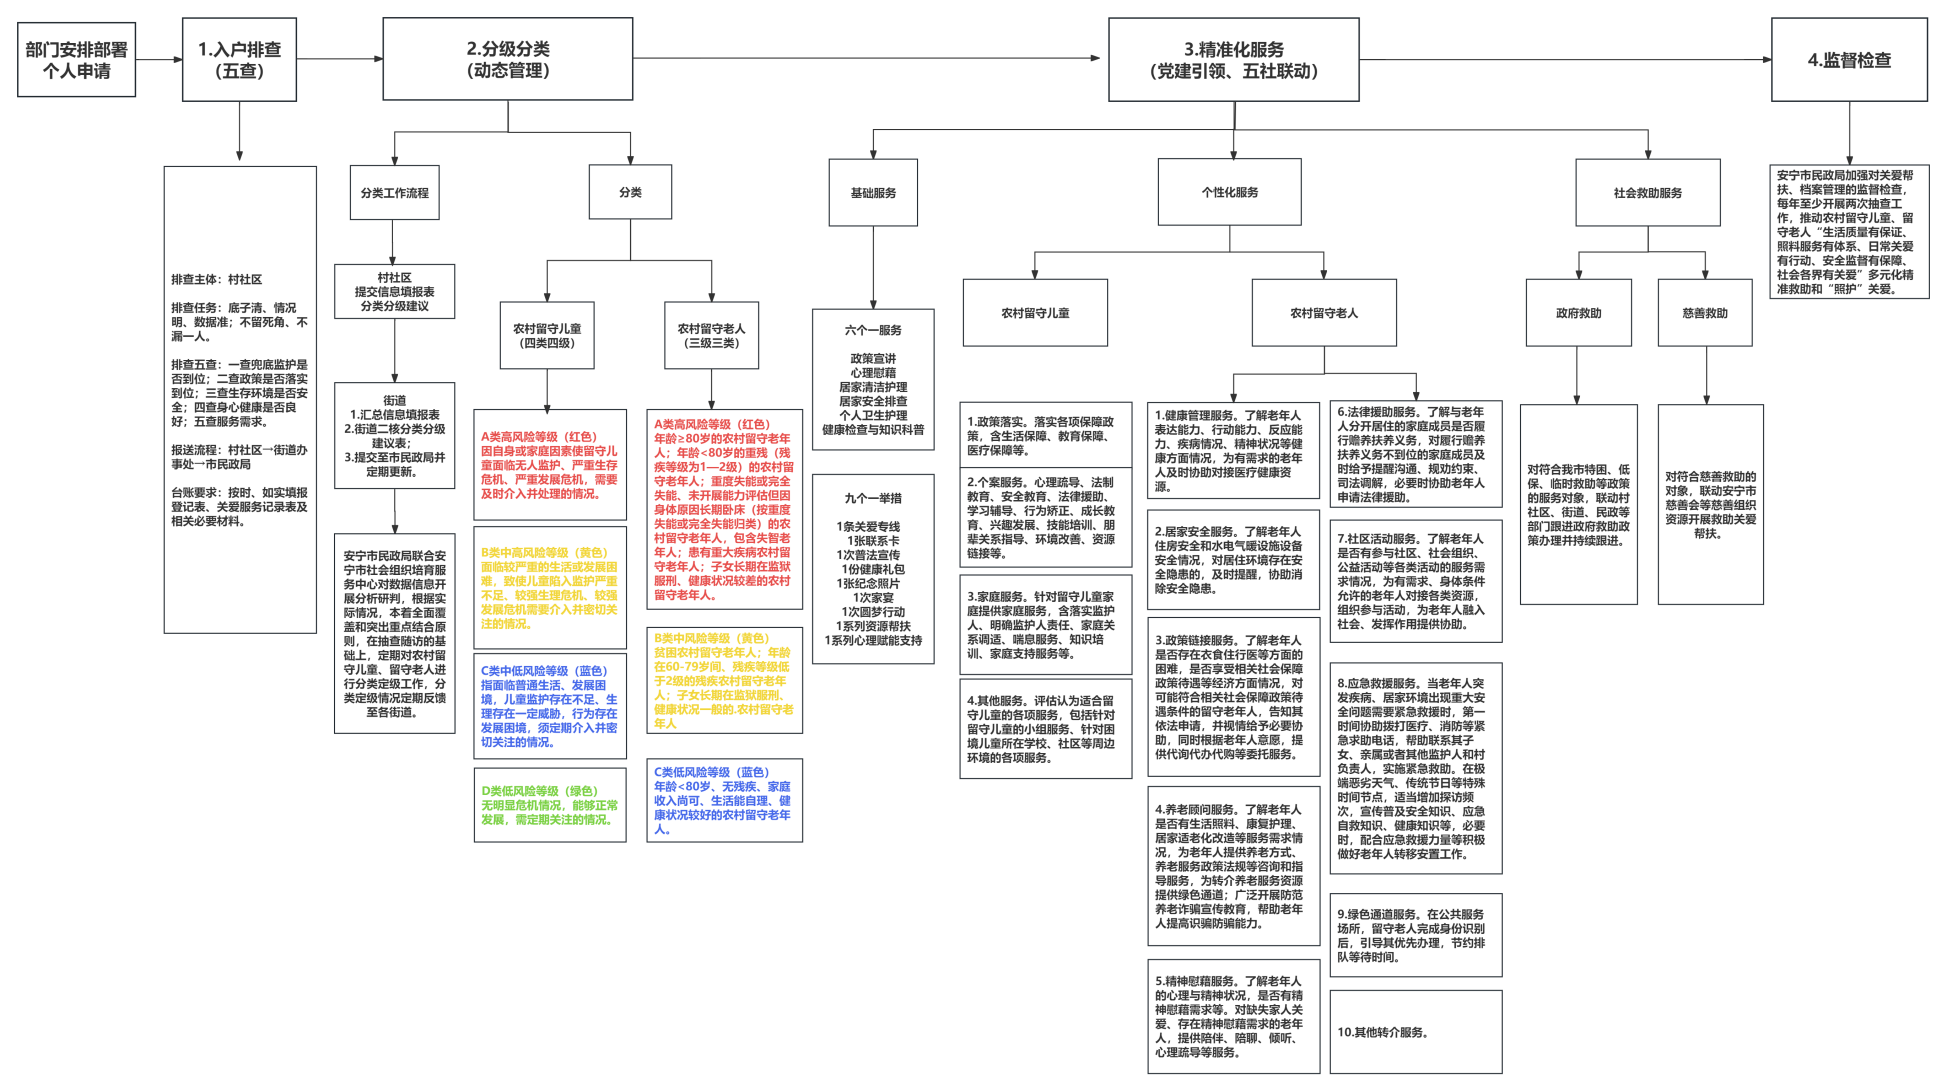 部门安排部署
个人申请
1.入户排查
（五查）
2.分级分类
（动态管理）
3.精准化服务
（党建引领、五社联动）
4.监督检查
排查主体：村社区
排查任务：底子清、情况
明、数据准；不留死角、不
漏一人。
排查五查：一查兜底监护是
否到位；二查政策是否落实
到位；三查生存环境是否安
全；四查身心健康是否良
好；五查服务需求。
报送流程：村社区→街道办
事处→市民政局
台账要求：按时、如实填报
登记表、关爱服务记录表及
相关必要材料。
分类工作流程
村社区
提交信息填报表
分类分级建议
街道
1.汇总信息填报表
2.街道二核分类分级
建议表；
3.提交至市民政局并
定期更新。
安宁市民政局联合安
宁市社会组织培育服
务中心对数据信息开
展分析研判，根据实
际情况，本着全面覆
盖和突出重点结合原
则，在抽查随访的基
础上，定期对农村留
守儿童、留守老人进
行分类定级工作，分
类定级情况定期反馈
至各街道。
分类
农村留守儿童
（四类四级）
A类高风险等级（红色）
因自身或家庭因素使留守儿
童面临无人监护、严重生存
危机、严重发展危机，需要
及时介入并处理的情况。
B类中高风险等级（黄色）
面临较严重的生活或发展困
难，致使儿童陷入监护严重
不足、较强生理危机、较强
发展危机需要介入并密切关
注的情况。
C类中低风险等级（蓝色）
指面临普通生活、发展困
境，儿童监护存在不足、生
理存在一定威胁，行为存在
发展困境，须定期介入并密
切关注的情况。
D类低风险等级（绿色）
无明显危机情况，能够正常
发展，需定期关注的情况。
农村留守老人
（三级三类）
A类高风险等级（红色）
年龄≥80岁的农村留守老年
人；年龄<80岁的重残（残
疾等级为1—2级）的农村留
守老年人；重度失能或完全
失能、未开展能力评估但因
身体原因长期卧床（按重度
失能或完全失能归类）的农
村留守老年人，包含失智老
年人；患有重大疾病农村留
守老年人；子女长期在监狱
服刑、健康状况较差的农村
留守老年人。
B类中风险等级（黄色）
贫困农村留守老年人；年龄
在60-79岁间、残疾等级低
于2级的残疾农村留守老年
人；子女长期在监狱服刑、
健康状况一般的.农村留守老
年人
C类低风险等级（蓝色）
年龄<80岁、无残疾、家庭
收入尚可、生活能自理、健
康状况较好的农村留守老年
人。
基础服务
六个一服务
政策宣讲
心理慰藉
居家清洁护理
居家安全排查
个人卫生护理
健康检查与知识科普
九个一举措
1条关爱专线
1张联系卡
1次普法宣传
1份健康礼包
1张纪念照片
1次家宴
1次圆梦行动
1系列资源帮扶
1系列心理赋能支持
个性化服务
农村留守儿童
1.政策落实。落实各项保障政
策，含生活保障、教育保障、
医疗保障等。
2.个案服务。心理疏导、法制
教育、安全教育、法律援助、
学习辅导、行为矫正、成长教
育、兴趣发展、技能培训、朋
辈关系指导、环境改善、资源
链接等。
3.家庭服务。针对留守儿童家
庭提供家庭服务，含落实监护
人、明确监护人责任、家庭关
系调适、喘息服务、知识培
训、家庭支持服务等。
4.其他服务。评估认为适合留
守儿童的各项服务，包括针对
留守儿童的小组服务、针对困
境儿童所在学校、社区等周边
环境的各项服务。
农村留守老人
1.健康管理服务。了解老年人
表达能力、行动能力、反应能
力、疾病情况、精神状况等健
康方面情况，为有需求的老年
人及时协助对接医疗健康资
源。
2.居家安全服务。了解老年人
住房安全和水电气暖设施设备
安全情况，对居住环境存在安
全隐患的，及时提醒，协助消
除安全隐患。
3.政策链接服务。了解老年人
是否存在衣食住行医等方面的
困难，是否享受相关社会保障
政策待遇等经济方面情况，对
可能符合相关社会保障政策待
遇条件的留守老年人，告知其
依法申请，并视情给予必要协
助，同时根据老年人意愿，提
供代询代办代购等委托服务。
4.养老顾问服务。了解老年人
是否有生活照料、康复护理、
居家适老化改造等服务需求情
况，为老年人提供养老方式、
养老服务政策法规等咨询和指
导服务，为转介养老服务资源
提供绿色通道；广泛开展防范
养老诈骗宣传教育，帮助老年
人提高识骗防骗能力。
5.精神慰藉服务。了解老年人
的心理与精神状况，是否有精
神慰藉需求等。对缺失家人关
爱、存在精神慰藉需求的老年
人，提供陪伴、陪聊、倾听、
心理疏导等服务。
6.法律援助服务。了解与老年
人分开居住的家庭成员是否履
行赡养扶养义务，对履行赡养
扶养义务不到位的家庭成员及
时给予提醒沟通、规劝约束、
司法调解，必要时协助老年人
申请法律援助。
7.社区活动服务。了解老年人
是否有参与社区、社会组织、
公益活动等各类活动的服务需
求情况，为有需求、身体条件
允许的老年人对接各类资源，
组织参与活动，为老年人融入
社会、发挥作用提供协助。
8.应急救援服务。当老年人突
发疾病、居家环境出现重大安
全问题需要紧急救援时，第一
时间协助拨打医疗、消防等紧
急求助电话，帮助联系其子
女、亲属或者其他监护人和村
负责人，实施紧急救助。在极
端恶劣天气、传统节日等特殊
时间节点，适当增加探访频
次，宣传普及安全知识、应急
自救知识、健康知识等，必要
时，配合应急救援力量等积极
做好老年人转移安置工作。
9.绿色通道服务。在公共服务
场所，留守老人完成身份识别
后，引导其优先办理，节约排
队等待时间。
10.其他转介服务。
社会救助服务
政府救助
对符合我市特困、低
保、临时救助等政策
的服务对象，联动村
社区、街道、民政等
部门跟进政府救助政
策办理并持续跟进。
慈善救助
对符合慈善救助的
对象，联动安宁市
慈善会等慈善组织
资源开展救助关爱
帮扶。
安宁市民政局加强对关爱帮
扶、档案管理的监督检查，
每年至少开展两次抽查工
作，推动农村留守儿童、留
守老人“生活质量有保证、
照料服务有体系、日常关爱
有行动、安全监督有保障、
社会各界有关爱”多元化精
准救助和“照护”关爱。